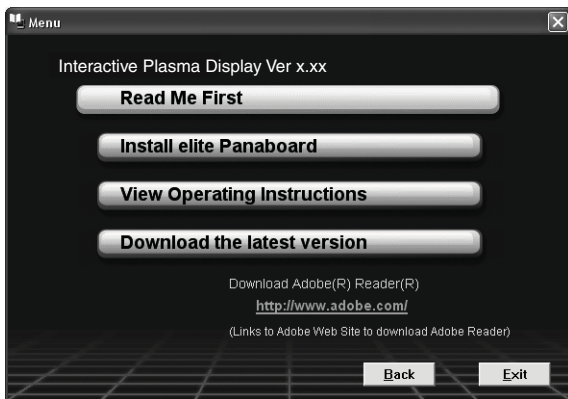 Menu
Interactive Plasma Display Ver x.xx
Read Me First
Install elite Panaboard
View Operating Instructions
Download the latest version
Download Adobe(R) Reader(R)
http://www.adobe.com/
(Links to Adobe Web Site to download Adobe Reader)
Back Exit